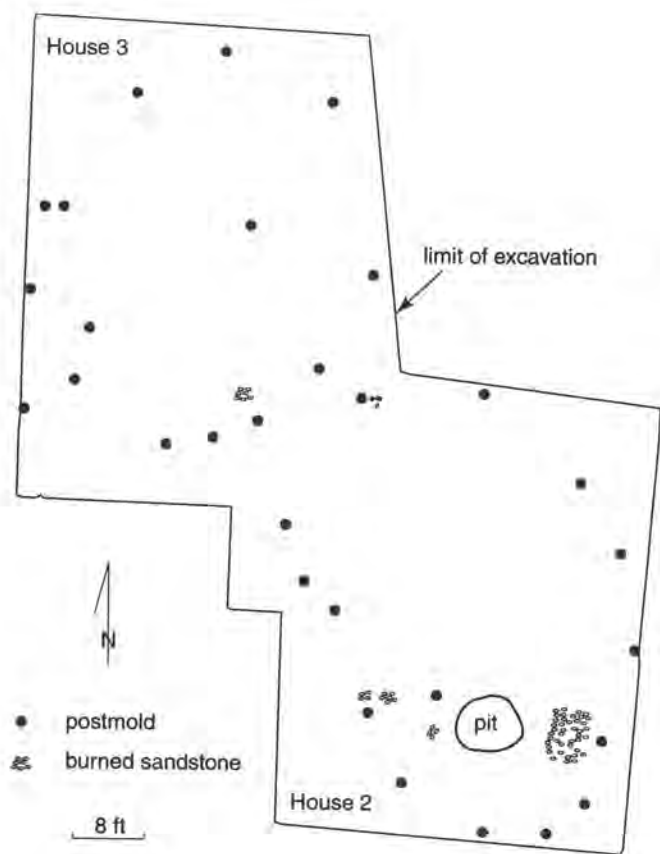 House 3
limit of excavation
N
postmold
pit
burned sandstone
House 2
8 ft